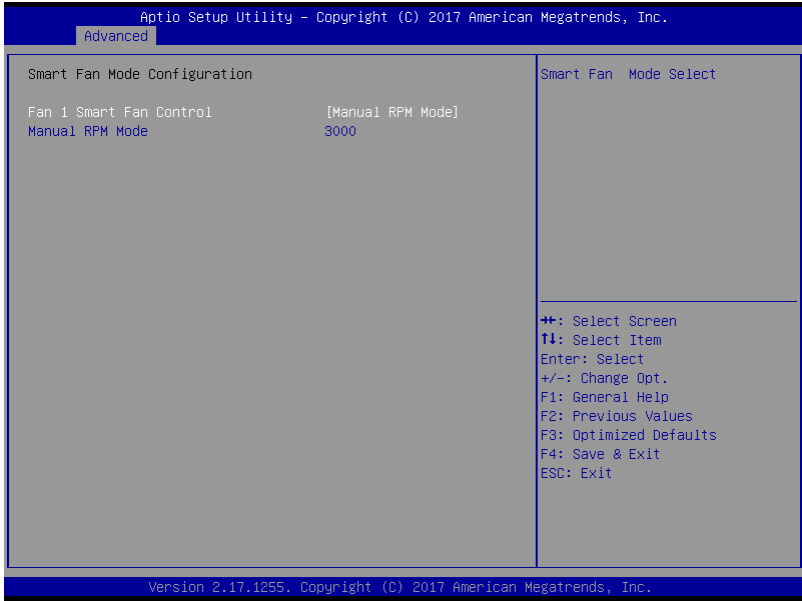 Aptio Setup Utility – Copyright (C) 2017 American Megatrends, Inc.
Advanced
Smart Fan Mode Configuration
Fan 1 Smart Fan Control [Manual RPM Mode]
Manual RPM Mode 3000
Smart Fan  Mode Select
→←: Select Screen
↑↓: Select Item
Enter: Select
+/-: Change Opt.
F1: General Help
F2: Previous Values
F3: Optimized Defaults
F4: Save & Exit
ESC: Exit
Version 2.17.1255. Copyright (C) 2017 American Megatrends, Inc.